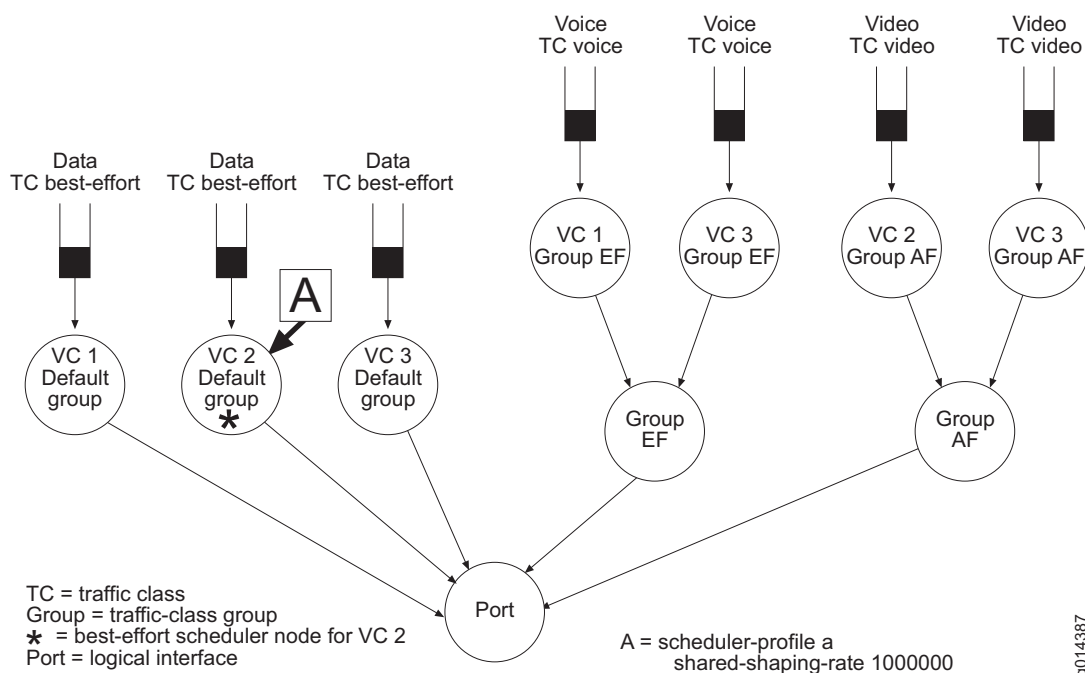 Voice
TC voice
Voice
TC voice
Video
TC video
Video
TC video
Data
TC best-effort
Data
TC best-effort
Data
TC best-effort
A
VC 1
Group EF
VC 3
Group EF
VC 2
Group AF
VC 3
Group AF
VC 1
Default
group
VC 2
Default
group
*
VC 3
Default
group
Group
EF
Group
AF
Port
TC = traffic class
Group = traffic-class group
* = best-effort scheduler node for VC 2
Port = logical interface
A = scheduler-profile a
shared-shaping-rate 1000000
g014387